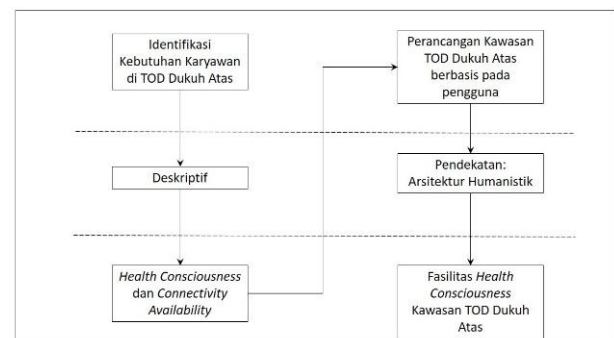 Identifikasi
Kebutuhan Karyawan
di TOD Dukuh Atas
Deskriptif
Health Consciousness
dan Connectivity
Availability
Perancangan Kawasan
TOD Dukuh Atas
berbasis pada
pengguna
Pendekatan:
Arsitektur Humanistik
Fasilitas Health
Consciousness
Kawasan TOD Dukuh
Atas